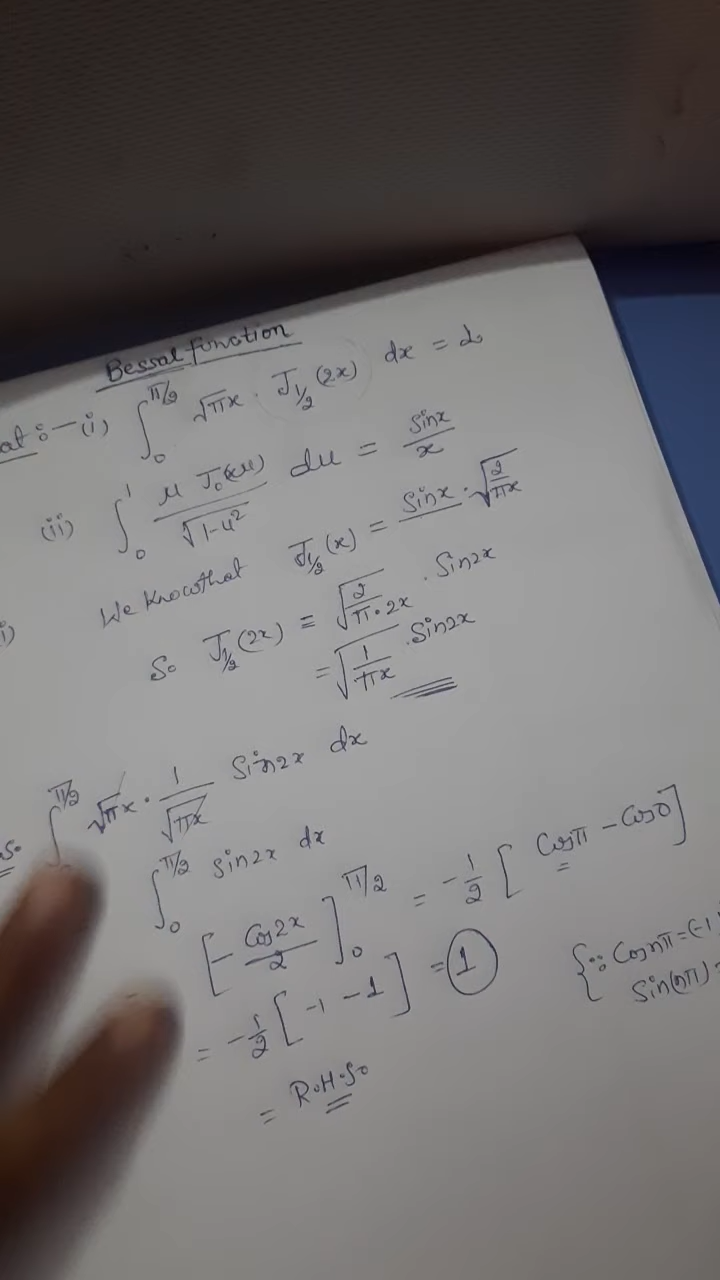 Bessal function
at :- (i) ∫₀^{π/2} √πx · J_{1/2}(2x) dx = 1
(ii) ∫₀^1 u J₀(xu) / √1-u² du = sinx / x
i) We know that J_{1/2}(x) = sinx · √2/πx
So J_{1/2}(2x) = √2/π·2x · Sin2x
= √1/πx · Sin2x
So ∫₀^{π/2} √πx · 1/√πx Sin2x dx
∫₀^{π/2} sin2x dx
[- Cos2x / 2]₀^{π/2} = -1/2 [ Cosπ - Cos0 ]
= -1/2 [ -1 -1 ] = 1 {∵ Cosnπ = (-1
Sin(nπ) =
= R.H.S.